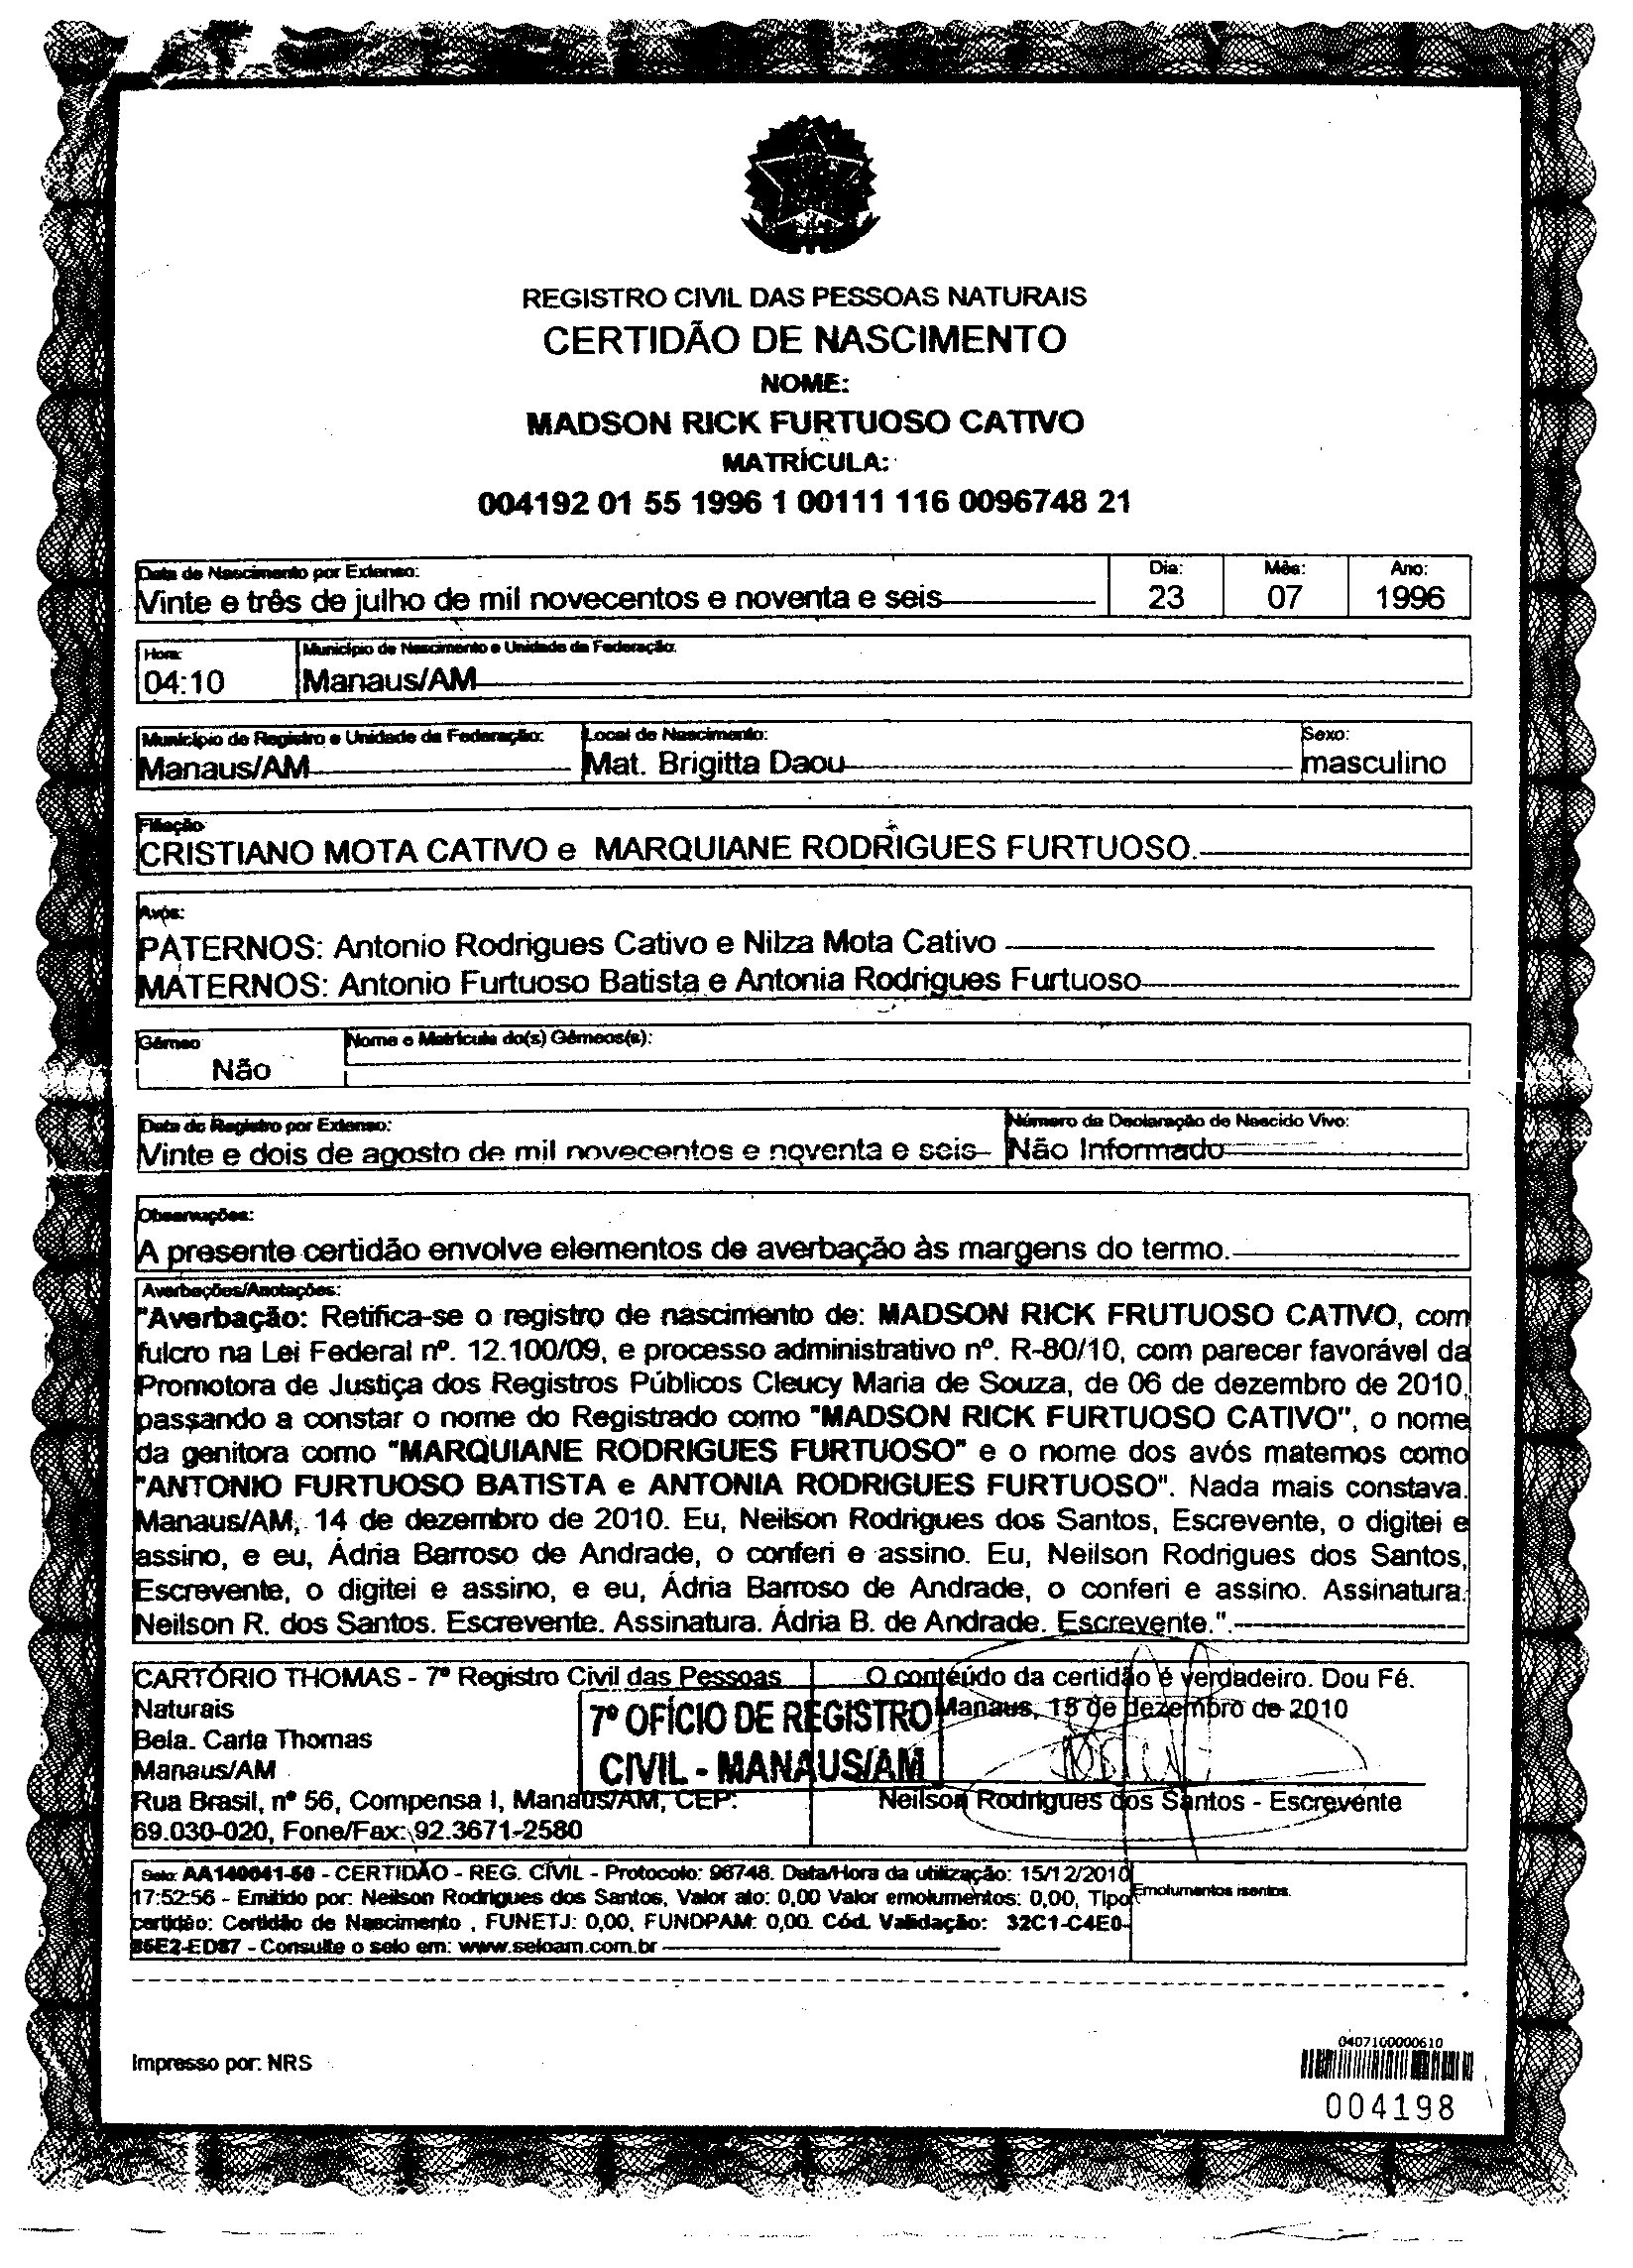 REGISTRO CIVIL DAS PESSOAS NATURAIS
CERTIDÃO DE NASCIMENTO
NOME:
MADSON RICK FURTUOSO CATIVO
MATRÍCULA:
004192 01 55 1996 1 00111 116 0096748 21
Data de Nascimento por Extenso:
Vinte e três de julho de mil novecentos e noventa e seis
Dia:
23
Mês:
07
Ano:
1996
Hora:
04:10
Município de Nascimento e Unidade da Federação:
Manaus/AM
Município de Registro e Unidade da Federação:
Manaus/AM
Local de Nascimento:
Mat. Brigitta Daou
Sexo:
masculino
Filiação
CRISTIANO MOTA CATIVO e MARQUIANE RODRIGUES FURTUOSO.
Avós:
PATERNOS: Antonio Rodrigues Cativo e Nilza Mota Cativo
MATERNOS: Antonio Furtuoso Batista e Antonia Rodrigues Furtuoso
Gêmeo
Não
Nome e Matrícula do(s) Gêmeos(s):
Data do Registro por Extenso:
Vinte e dois de agosto de mil novecentos e noventa e seis
Número da Declaração de Nascido Vivo:
Não Informado
Observações:
A presente certidão envolve elementos de averbação às margens do termo.
Averbações/Anotações:
"Averbação: Retifica-se o registro de nascimento de: MADSON RICK FRUTUOSO CATIVO, com
fulcro na Lei Federal nº. 12.100/09, e processo administrativo nº. R-80/10, com parecer favorável da
Promotora de Justiça dos Registros Públicos Cleucy Maria de Souza, de 06 de dezembro de 2010,
passando a constar o nome do Registrado como "MADSON RICK FURTUOSO CATIVO", o nome
da genitora como "MARQUIANE RODRIGUES FURTUOSO" e o nome dos avós maternos como
"ANTONIO FURTUOSO BATISTA e ANTONIA RODRIGUES FURTUOSO". Nada mais constava.
Manaus/AM, 14 de dezembro de 2010. Eu, Neilson Rodrigues dos Santos, Escrevente, o digitei e
assino, e eu, Ádria Barroso de Andrade, o conferi e assino. Eu, Neilson Rodrigues dos Santos,
Escrevente, o digitei e assino, e eu, Ádria Barroso de Andrade, o conferi e assino. Assinatura.
Neilson R. dos Santos. Escrevente. Assinatura. Ádria B. de Andrade. Escrevente.".
CARTÓRIO THOMAS - 7º Registro Civil das Pessoas
Naturais
Bela. Carla Thomas
Manaus/AM
Rua Brasil, nº 56, Compensa I, Manaus/AM, CEP:
69.030-020, Fone/Fax: 92.3671-2580
7º OFÍCIO DE REGISTRO
CIVIL - MANAUS/AM
O conteúdo da certidão é verdadeiro. Dou Fé.
Manaus, 15 de dezembro de 2010
Neilson Rodrigues dos Santos - Escrevente
Selo: AA140041-50 - CERTIDÃO - REG. CIVIL - Protocolo: 96748. Data/Hora da utilização: 15/12/2010
17:52:56 - Emitido por: Neilson Rodrigues dos Santos, Valor ato: 0,00 Valor emolumentos: 0,00, Tipo
certidão: Certidão de Nascimento , FUNETJ: 0,00, FUNDPAM: 0,00. Cód. Validação: 32C1-C4E0-
85E2-ED87 - Consulte o selo em: www.seloam.com.br
Emolumentos isentos.
Impresso por: NRS
0407100000610
004198